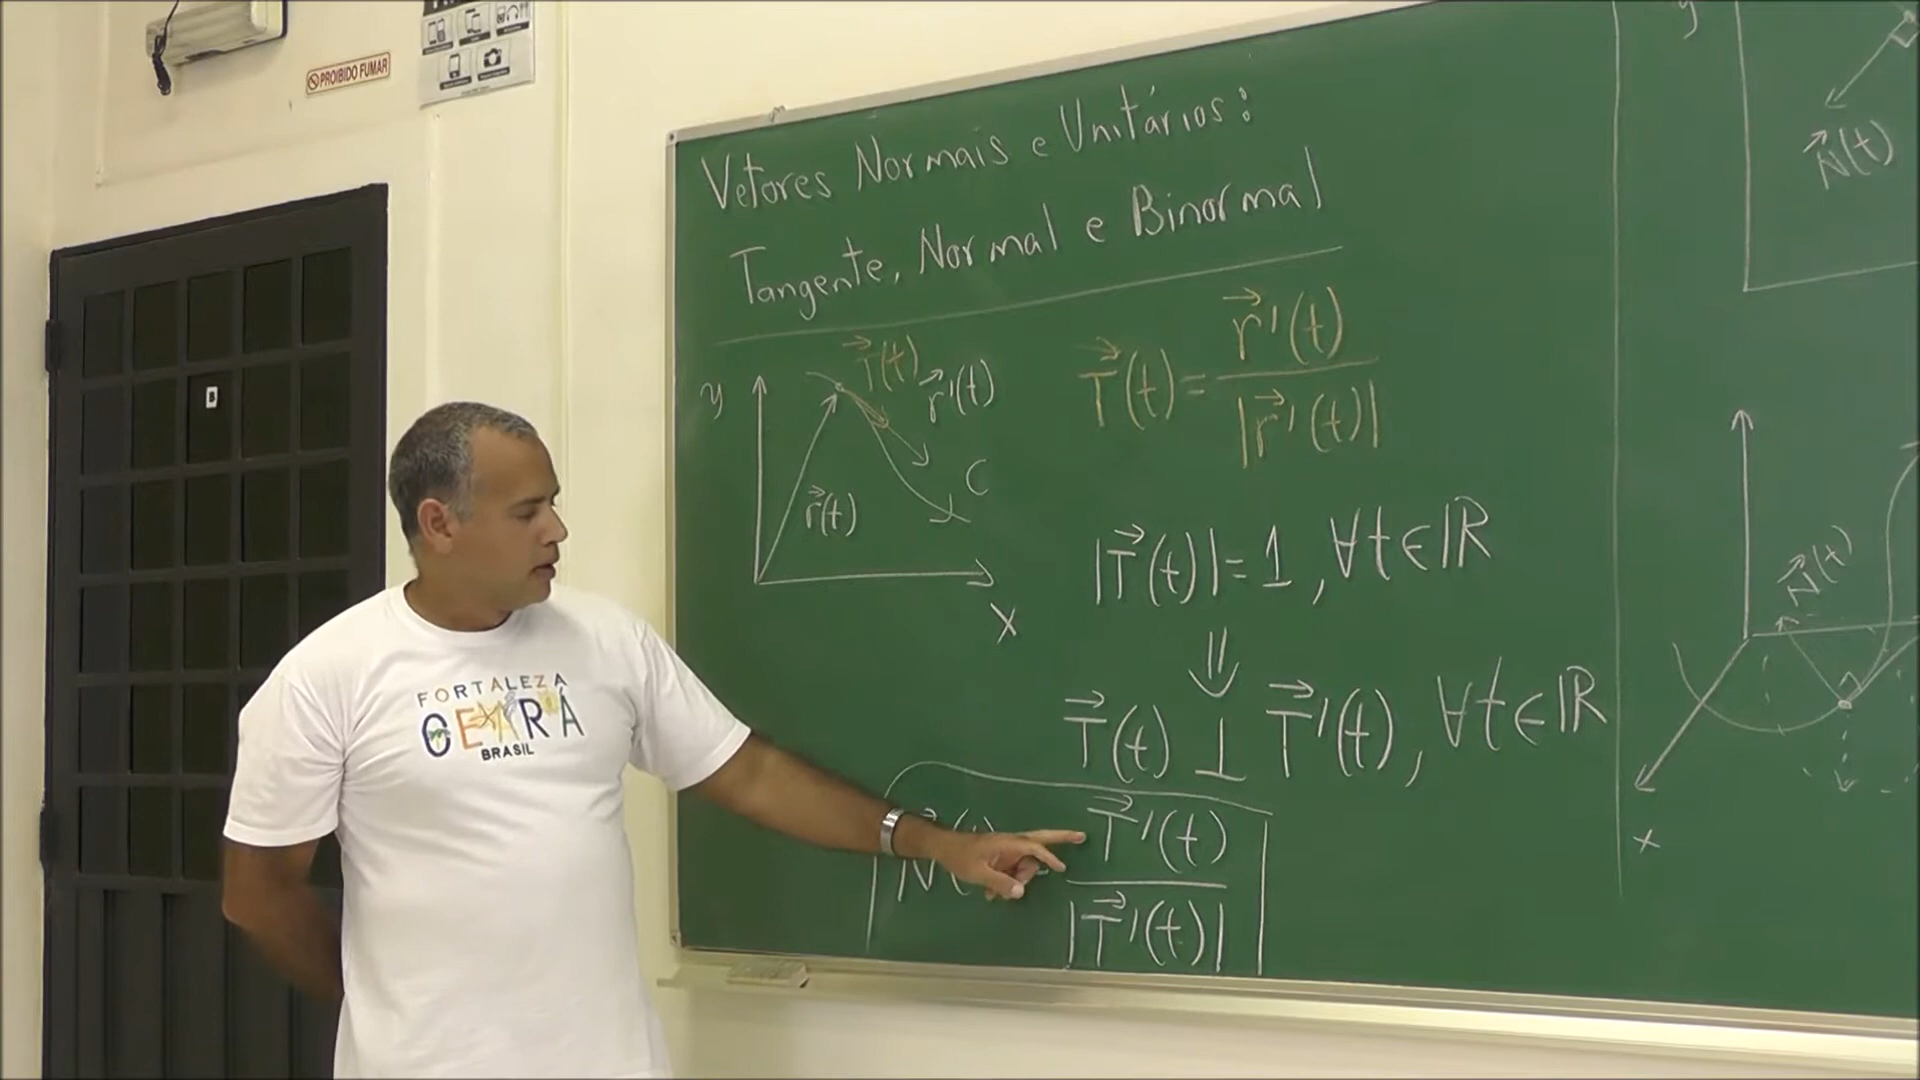 PROIBIDO FUMAR
B
Vetores Normais e Unitários:
Tangente, Normal e Binormal
y
T⃗(t)
r⃗'(t)
r⃗(t)
C
x
T⃗(t) = r⃗'(t) / |r⃗'(t)|
|T⃗(t)| = 1, ∀t∈ℝ
⇓
T⃗(t) ⊥ T⃗'(t), ∀t∈ℝ
T⃗'(t) / |T⃗'(t)|
y
N⃗(t)
N⃗(t)
x
FORTALEZA
CEARÁ
BRASIL